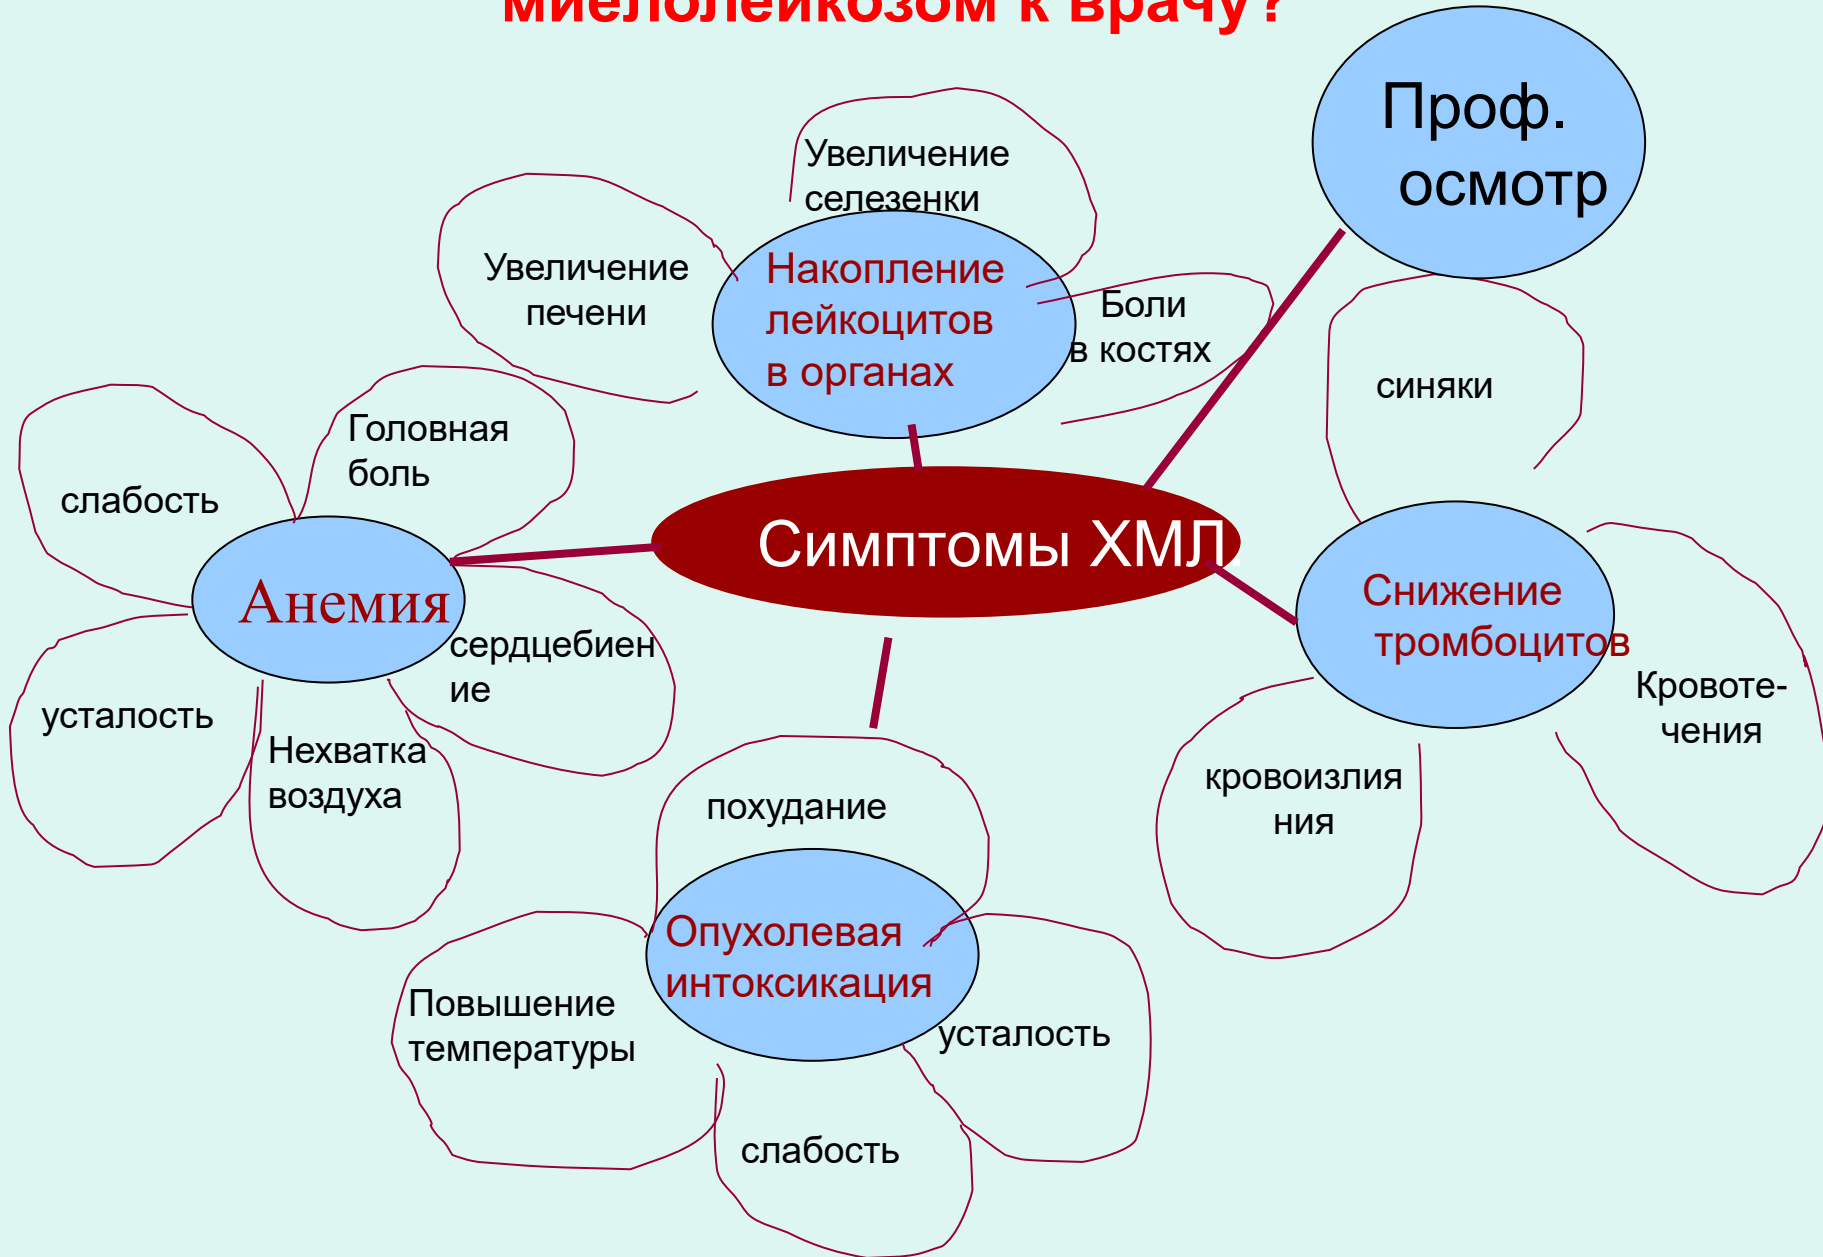 миелолейкозом к врачу?
Проф.
осмотр
Увеличение
селезенки
Увеличение
печени
Накопление
лейкоцитов
в органах
Боли
в костях
синяки
Головная
боль
слабость
Симптомы ХМЛ.
Анемия
Снижение
тромбоцитов
сердцебиен
ие
усталость
Нехватка
воздуха
Кровоте-
чения
кровоизлия
ния
похудание
Опухолевая
интоксикация
Повышение
температуры
усталость
слабость